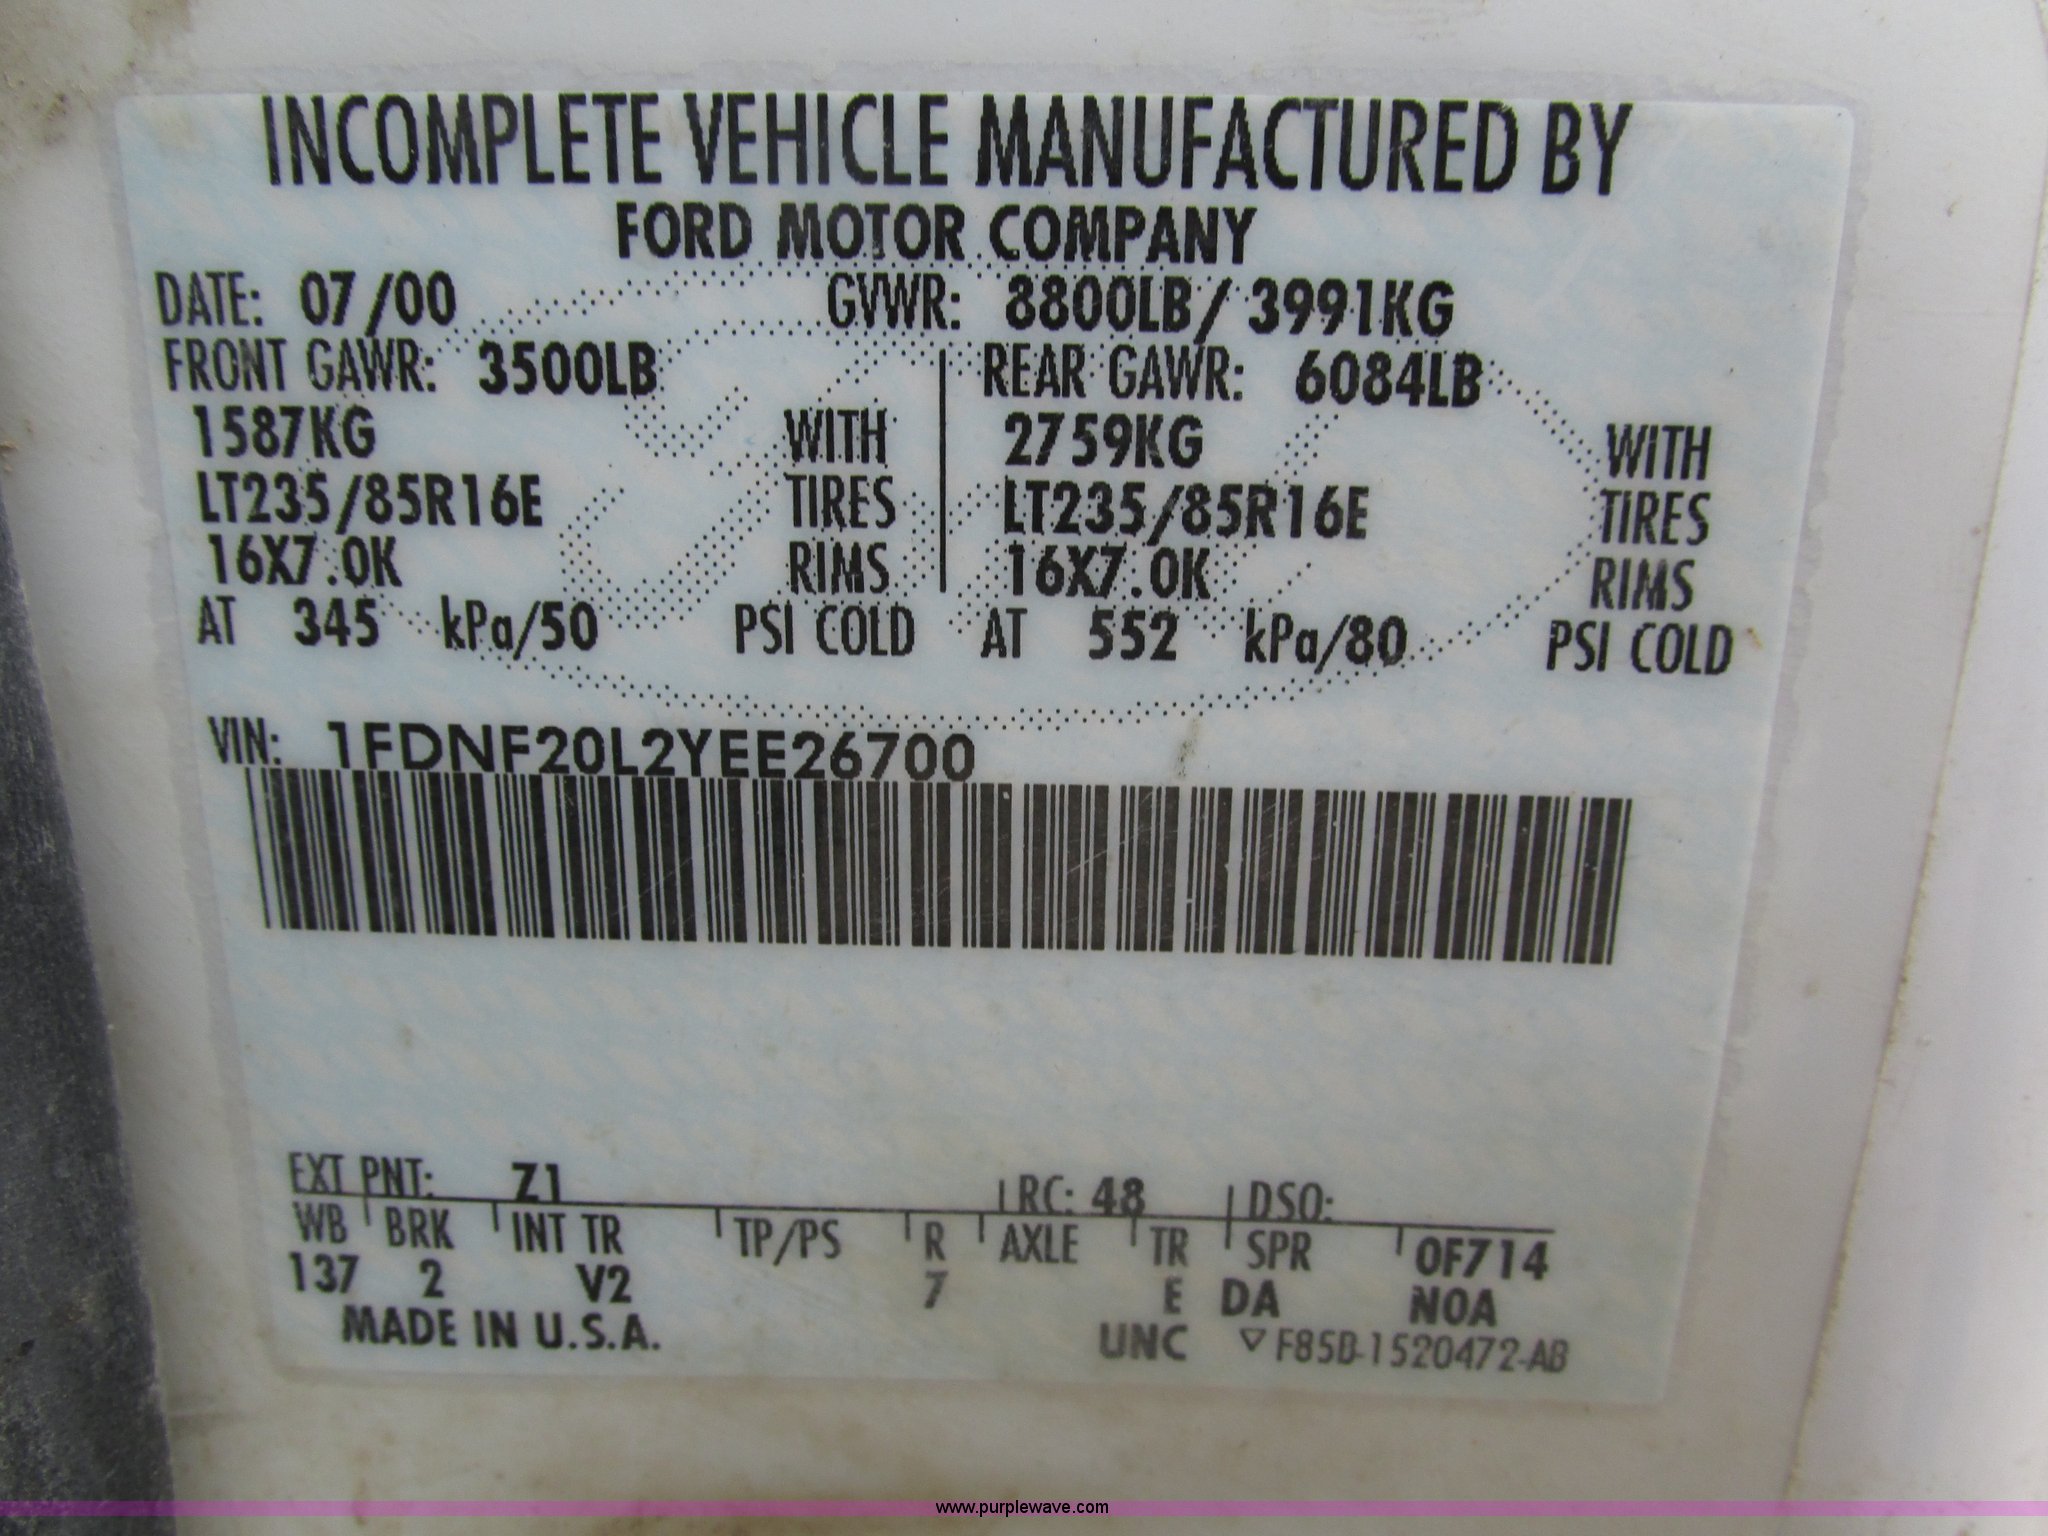 INCOMPLETE VEHICLE MANUFACTURED BY
FORD MOTOR COMPANY
DATE: 07/00 GVWR: 8800LB/ 3991KG
FRONT GAWR: 3500LB REAR GAWR: 6084LB
1587KG WITH 2759KG WITH
LT235/85R16E TIRES LT235/85R16E TIRES
16X7.0K RIMS 16X7.0K RIMS
AT 345 kPa/50 PSI COLD AT 552 kPa/80 PSI COLD
VIN: 1FDNF20L2YEE26700
EXT PNT: Z1 RC: 48 DSO:
WB BRK INT TR TP/PS R AXLE TR SPR 0F714
137 2 V2 7 E DA N0A
MADE IN U.S.A. UNC ▽ F85B-1520472-AB
www.purplewave.com